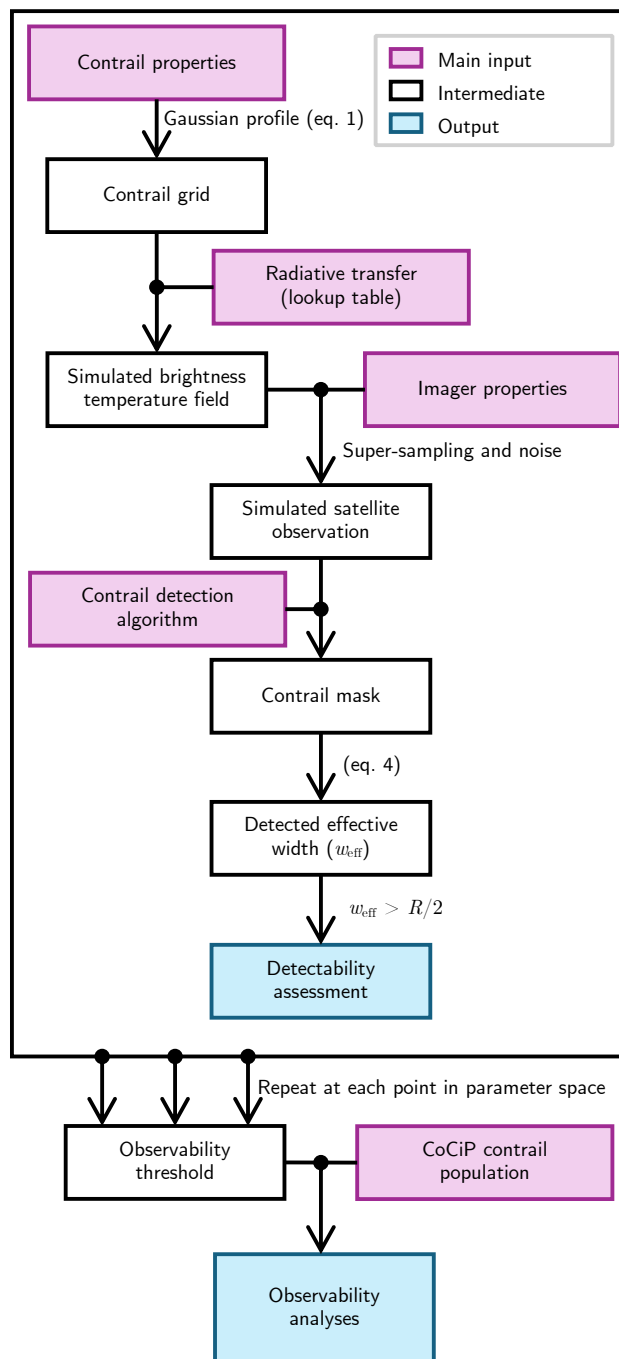 Contrail properties
Main input
Intermediate
Output
Gaussian profile (eq. 1)
Contrail grid
Radiative transfer
(lookup table)
Simulated brightness
temperature field
Imager properties
Super-sampling and noise
Simulated satellite
observation
Contrail detection
algorithm
Contrail mask
(eq. 4)
Detected effective
width (w_eff)
w_eff > R/2
Detectability
assessment
Repeat at each point in parameter space
Observability
threshold
CoCiP contrail
population
Observability
analyses